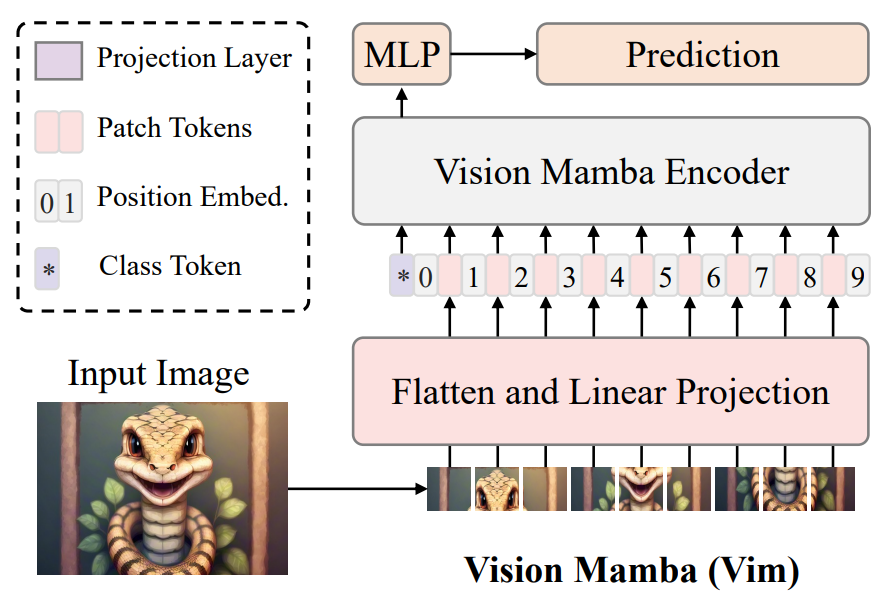 Projection Layer
Patch Tokens
0 1 Position Embed.
* Class Token
Input Image
MLP
Prediction
Vision Mamba Encoder
* 0 1 2 3 4 5 6 7 8 9
Flatten and Linear Projection
Vision Mamba (Vim)